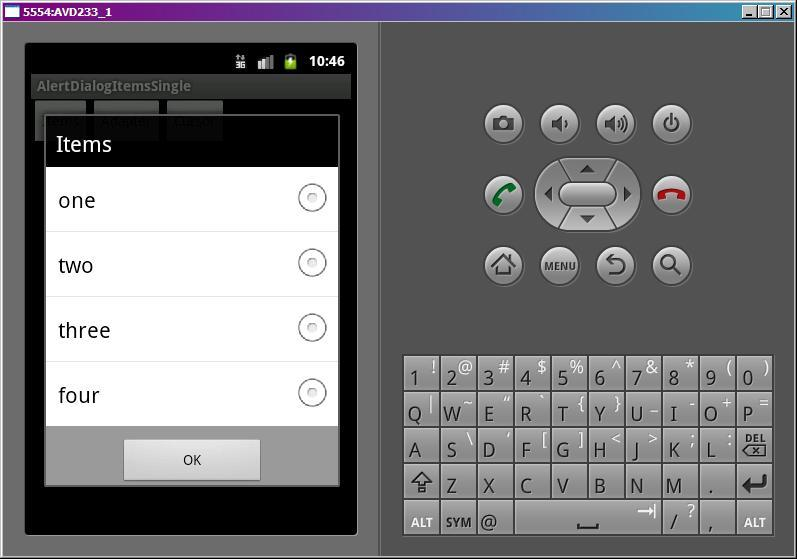 5554:AVD233_1
3G 10:46
AlertDialogItemsSingle
Items
one
two
three
four
OK
MENU
1 ! 2 @ 3 # 4 $ 5 % 6 ^ 7 & 8 * 9 ( 0 )
Q | W ~ E “ R ` T { Y } U _ I - O + P =
A S \ D ‘ F [ G ] H < J > K ; L : DEL
Z X C V B N M .
ALT SYM @ / ? , ALT